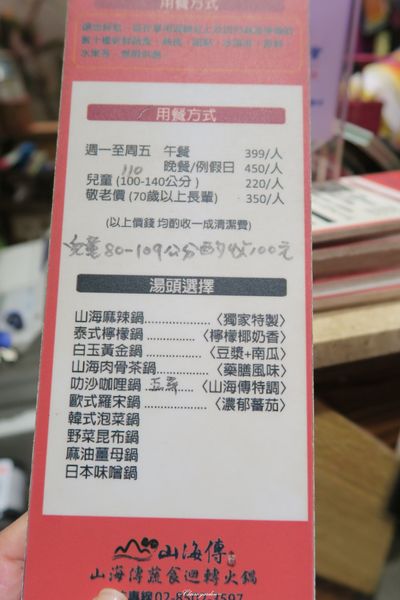 用餐方式
用餐方式
週一至周五 午餐 399/人
晚餐/例假日 450/人
110
兒童 (100-140公分) 220/人
敬老價 (70歲以上長輩) 350/人
(以上價錢 均酌收一成清潔費)
兒童80-109公分酌收100元
湯頭選擇
山海麻辣鍋..............〈獨家特製〉
泰式檸檬鍋..............〈檸檬椰奶香〉
白玉黃金鍋..............〈豆漿+南瓜〉
山海肉骨茶鍋...........〈藥膳風味〉
叻沙咖哩鍋 五辛......〈山海傳特調〉
歐式羅宋鍋..............〈濃郁蕃茄〉
韓式泡菜鍋
野菜昆布鍋
麻油薑母鍋
日本味噌鍋
山海傳
山海傳蔬食迴轉火鍋